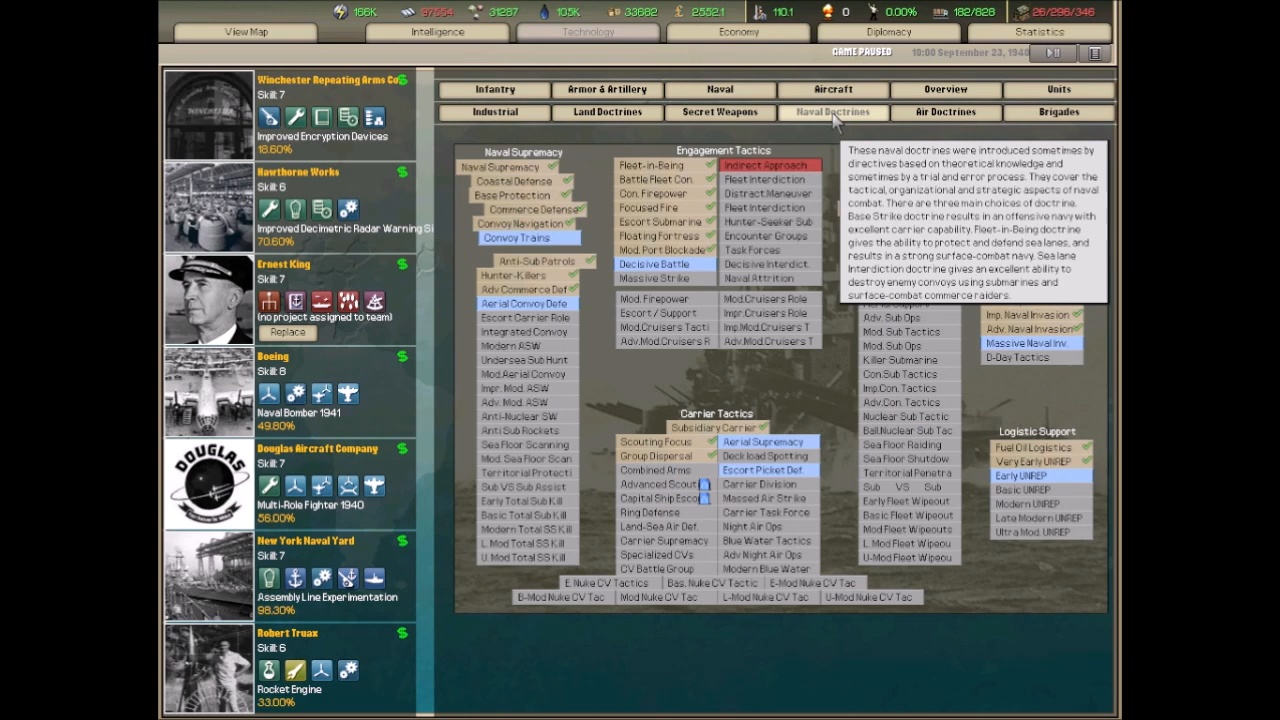 166K 97554 31287 105K 33682 2552.1 110.1 0 0.00% 182/828 26/296/346
View Map Intelligence Technology Economy Diplomacy Statistics
GAME PAUSED 10:00 September 23, 1940
Winchester Repeating Arms Co
Skill: 7
Improved Encryption Devices
18.60%
Hawthorne Works
Skill: 6
Improved Decimetric Radar Warning Si
70.60%
Ernest King
Skill: 7
(no project assigned to team)
Replace
Boeing
Skill: 8
Naval Bomber 1941
49.80%
DOUGLAS
Douglas Aircraft Company
Skill: 7
Multi-Role Fighter 1940
56.00%
New York Naval Yard
Skill: 7
Assembly Line Experimentation
98.30%
Robert Truax
Skill: 6
Rocket Engine
33.00%
Infantry Armor & Artillery Naval Aircraft Overview Units
Industrial Land Doctrines Secret Weapons Naval Doctrines Air Doctrines Brigades
Naval Supremacy
Naval Supremacy
Coastal Defense
Base Protection
Commerce Defense
Convoy Navigation
Convoy Trains
Anti-Sub Patrols
Hunter-Killers
Adv Commerce Def
Aerial Convoy Defe
Escort Carrier Role
Integrated Convoy
Modern ASW
Undersea Sub Hunt
Mod.Aerial Convoy
Impr. Mod. ASW
Adv. Mod. ASW
Anti-Nuclear SW
Anti Sub Rockets
Sea Floor Scanning
Mod. Sea Floor Scan
Territorial Protecti
Sub VS Sub Assist
Early Total Sub Kill
Basic Total Sub Kill
Modern Total SS Kill
L. Mod Total SS Kill
U. Mod Total SS Kill
Engagement Tactics
Fleet-in-Being Indirect Approach
Battle Fleet Con. Fleet Interdiction
Con. Firepower Distract.Maneuver
Focused Fire Fleet Interdiction
Escort Submarine Hunter-Seeker Sub
Floating Fortress Encounter Groups
Mod. Port Blockade Task Forces
Decisive Battle Decisive Interdict.
Massive Strike Naval Attrition
Mod. Firepower Mod.Cruisers Role
Escort / Support Impr.Cruisers Role
Mod.Cruisers Tacti Imp.Mod.Cruisers T
Adv.Mod.Cruisers R Adv.Mod.Cruisers T
Carrier Tactics
Subsidiary Carrier
Scouting Focus Aerial Supremacy
Group Dispersal Deck load Spotting
Combined Arms Escort Picket Def.
Advanced Scout Carrier Division
Capital Ship Escor Massed Air Strike
Ring Defense Carrier Task Force
Land-Sea Air Def. Night Air Ops
Carrier Supremacy Blue Water Tactics
Specialized CVs Adv Night Air Ops
CV Battle Group Modern Blue Water
E. Nuke CV Tactics Bas. Nuke CV Tactic E-Mod Nuke CV Tac
B-Mod Nuke CV Tac Mod Nuke CV Tac L-Mod Nuke CV Tac U-Mod Nuke CV Tac
These naval doctrines were introduced sometimes by
directives based on theoretical knowledge and
sometimes by a trial and error process. They cover the
tactical, organizational and strategic aspects of naval
combat. There are three main choices of doctrine.
Base Strike doctrine results in an offensive navy with
excellent carrier capability. Fleet-in-Being doctrine
gives the ability to protect and defend sea lanes, and
results in a strong surface-combat navy. Sea lane
Interdiction doctrine gives an excellent ability to
destroy enemy convoys using submarines and
surface-combat commerce raiders.
Adv. Sub Ops
Mod. Sub Tactics
Mod. Sub Ops
Killer Submarine
Con.Sub Tactics
Imp.Con. Tactics
Adv.Con. Tactics
Nuclear Sub Tactic
Ball.Nuclear Sub Tac
Sea Floor Raiding
Sea Floor Shutdow
Territorial Penetra
Sub VS Sub
Early Fleet Wipeout
Basic Fleet Wipeout
Mod Fleet Wipeouts
L-Mod Fleet Wipeou
U-Mod Fleet Wipeou
Imp. Naval Invasion
Adv. Naval Invasion
Massive Naval Inv.
D-Day Tactics
Logistic Support
Fuel Oil Logistics
Very Early UNREP
Early UNREP
Basic UNREP
Modern UNREP
Late Modern UNREP
Ultra Mod. UNREP